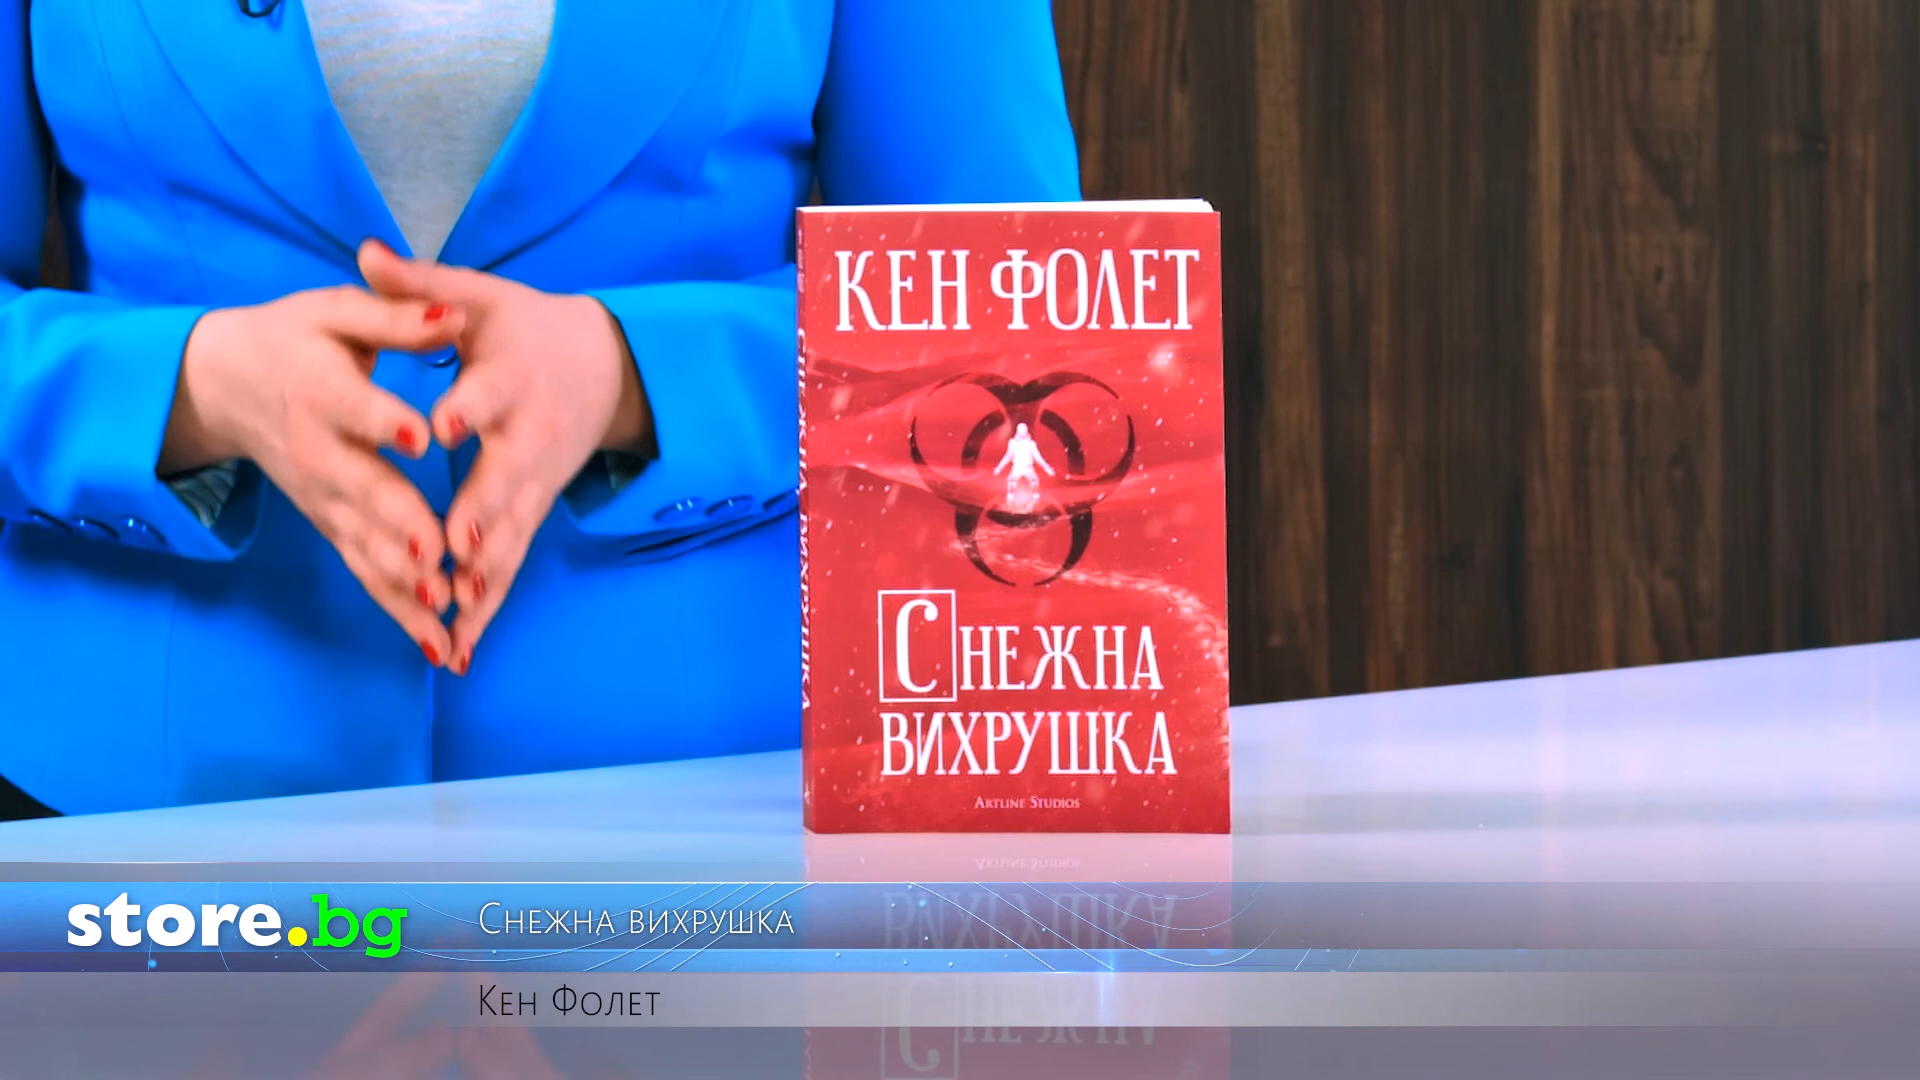 КЕН ФОЛЕТ
СНЕЖНА
ВИХРУШКА
ARTLINE STUDIOS
СНЕЖНА ВИХРУШКА
store.bg
СНЕЖНА ВИХРУШКА
КЕН ФОЛЕТ